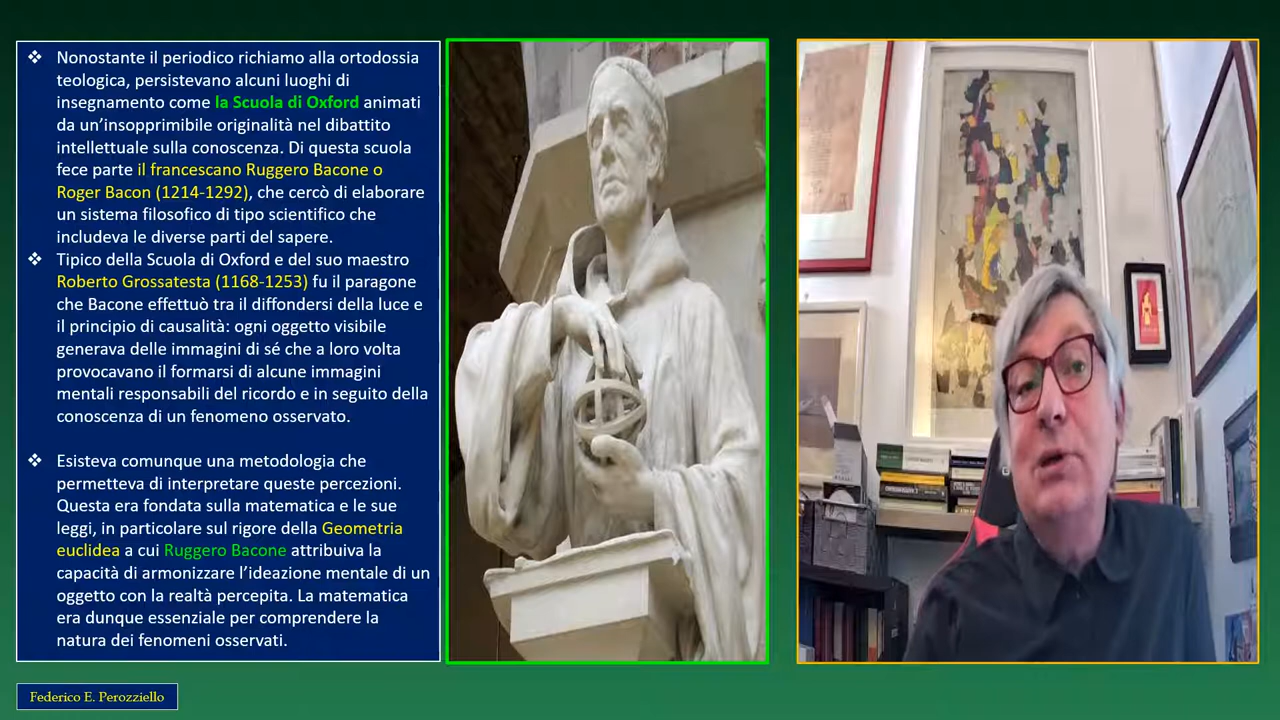 ❖ Nonostante il periodico richiamo alla ortodossia
teologica, persistevano alcuni luoghi di
insegnamento come la Scuola di Oxford animati
da un'insopprimibile originalità nel dibattito
intellettuale sulla conoscenza. Di questa scuola
fece parte il francescano Ruggero Bacone o
Roger Bacon (1214-1292), che cercò di elaborare
un sistema filosofico di tipo scientifico che
includeva le diverse parti del sapere.
❖ Tipico della Scuola di Oxford e del suo maestro
Roberto Grossatesta (1168-1253) fu il paragone
che Bacone effettuò tra il diffondersi della luce e
il principio di causalità: ogni oggetto visibile
generava delle immagini di sé che a loro volta
provocavano il formarsi di alcune immagini
mentali responsabili del ricordo e in seguito della
conoscenza di un fenomeno osservato.
❖ Esisteva comunque una metodologia che
permetteva di interpretare queste percezioni.
Questa era fondata sulla matematica e le sue
leggi, in particolare sul rigore della Geometria
euclidea a cui Ruggero Bacone attribuiva la
capacità di armonizzare l'ideazione mentale di un
oggetto con la realtà percepita. La matematica
era dunque essenziale per comprendere la
natura dei fenomeni osservati.
Federico E. Perozziello